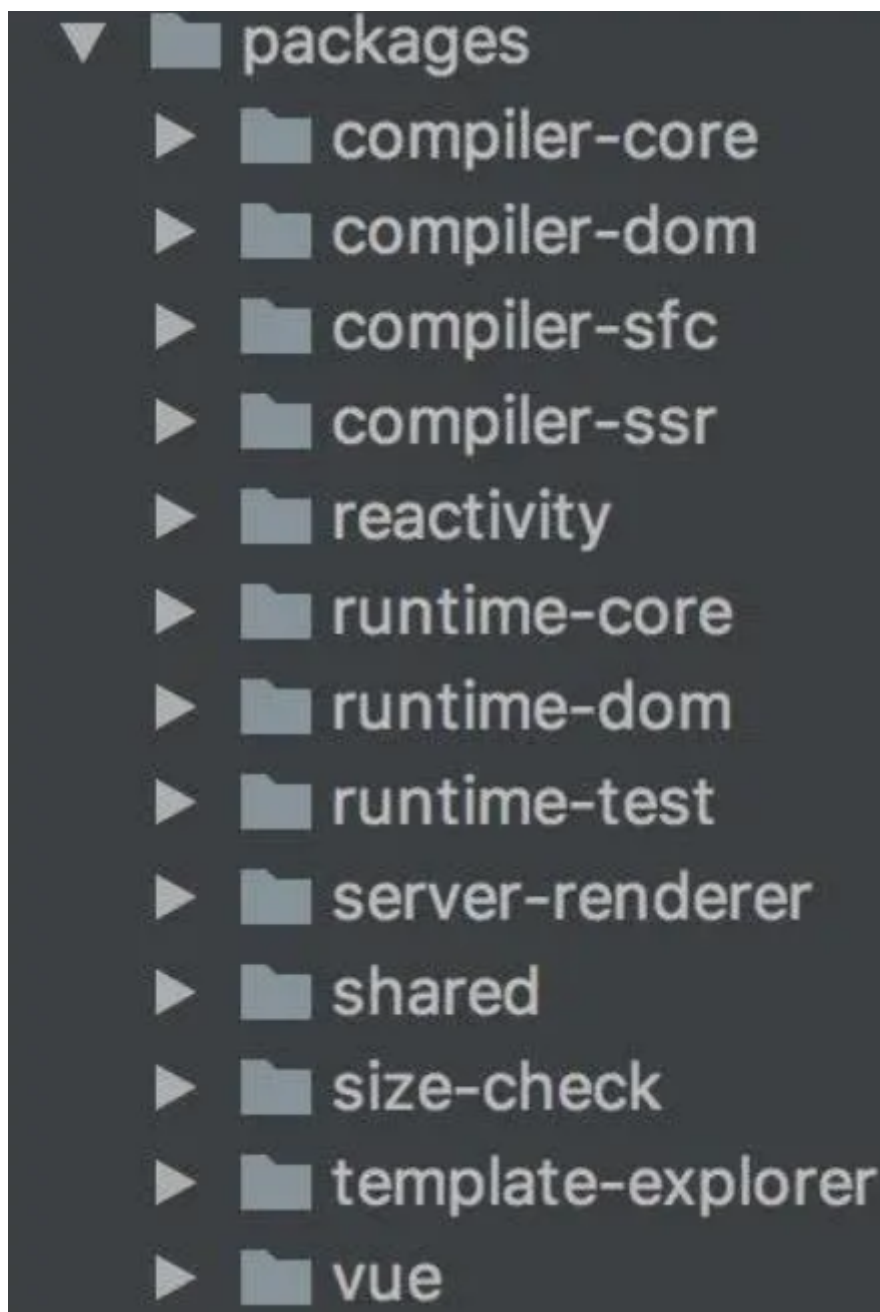 packages
compiler-core
compiler-dom
compiler-sfc
compiler-ssr
reactivity
runtime-core
runtime-dom
runtime-test
server-renderer
shared
size-check
template-explorer
vue